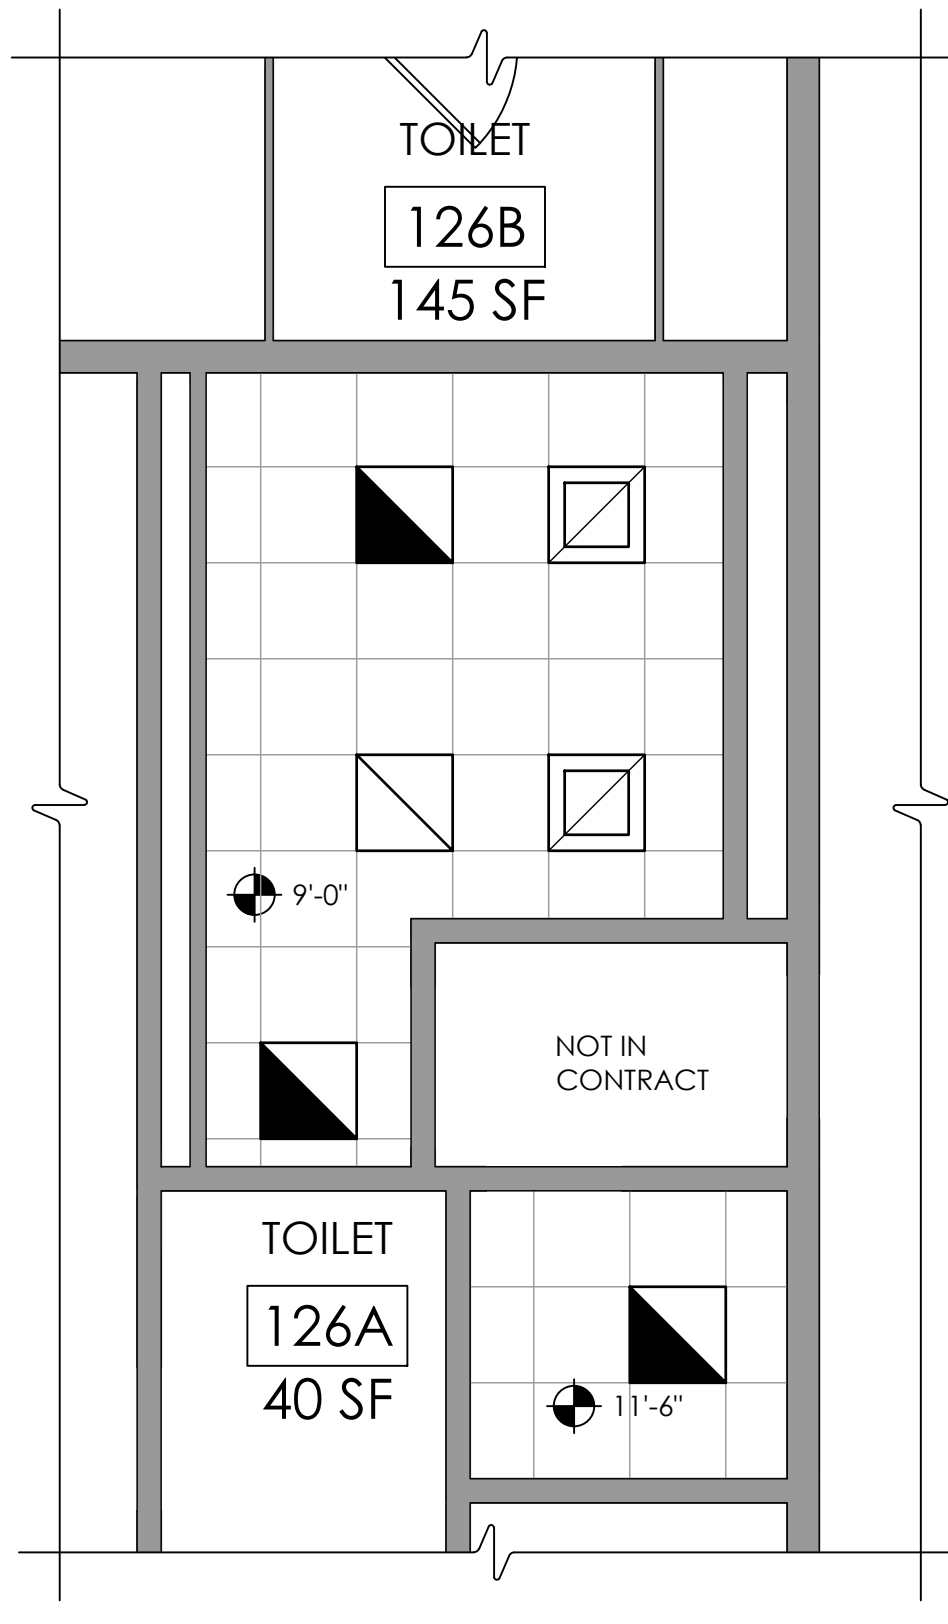 TOILET
126B
145 SF
9'-0"
NOT IN
CONTRACT
TOILET
126A
40 SF
11'-6"